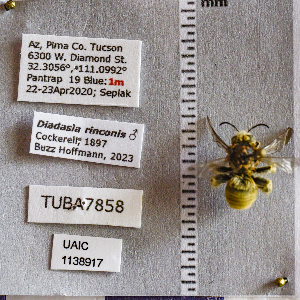 mm
Az, Pima Co. Tucson
6300 W. Diamond St.
32.3056°, -111.0992°
Pantrap 19 Blue: 1m
22-23Apr2020; Seplak
Diadasia rinconis ♂
Cockerell, 1897
Buzz Hoffmann, 2023
TUBA7858
UAIC
1138917